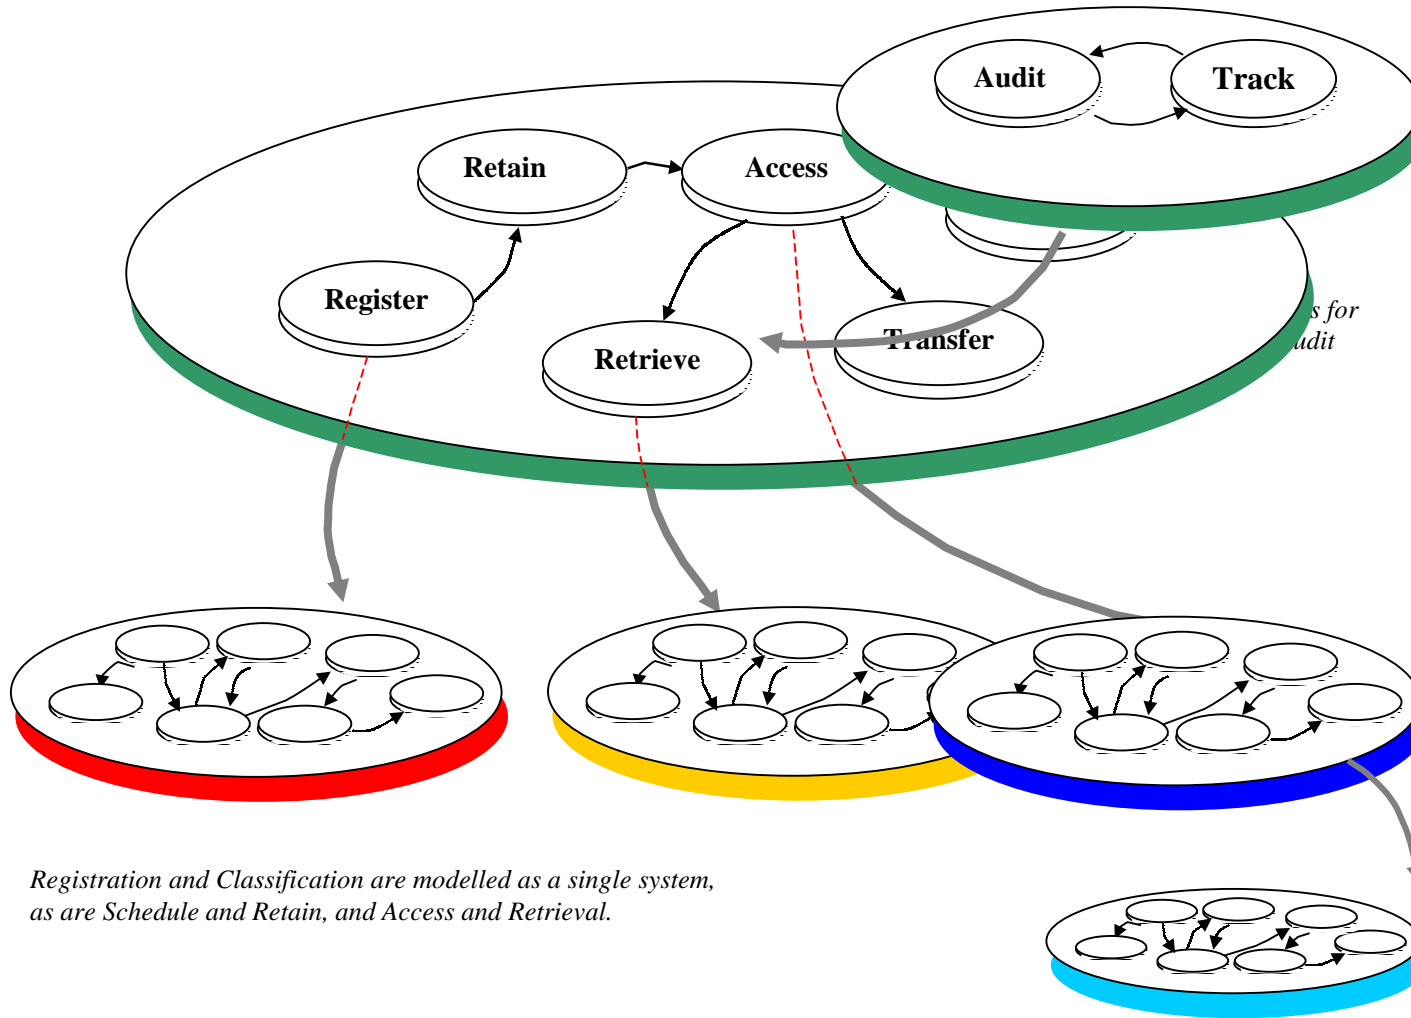 Audit
Track
Retain
Access
Register
Retrieve
Transfer
s for
udit
Registration and Classification are modelled as a single system,
as are Schedule and Retain, and Access and Retrieval.